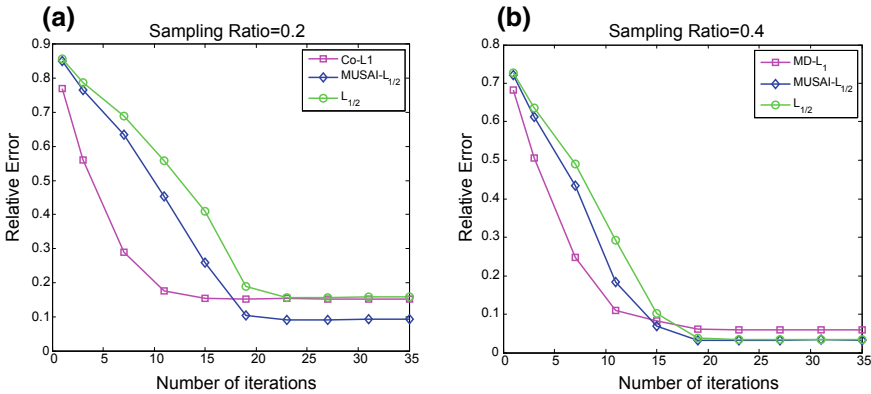 (a)
Sampling Ratio=0.2
0.9
0.8
0.7
0.6
0.5
0.4
0.3
0.2
0.1
0
Relative Error
Co-L1
MUSAI-L1/2
L1/2
0 5 10 15 20 25 30 35
Number of iterations
(b)
Sampling Ratio=0.4
0.8
0.7
0.6
0.5
0.4
0.3
0.2
0.1
0
Relative Error
MD-L1
MUSAI-L1/2
L1/2
0 5 10 15 20 25 30 35
Number of iterations